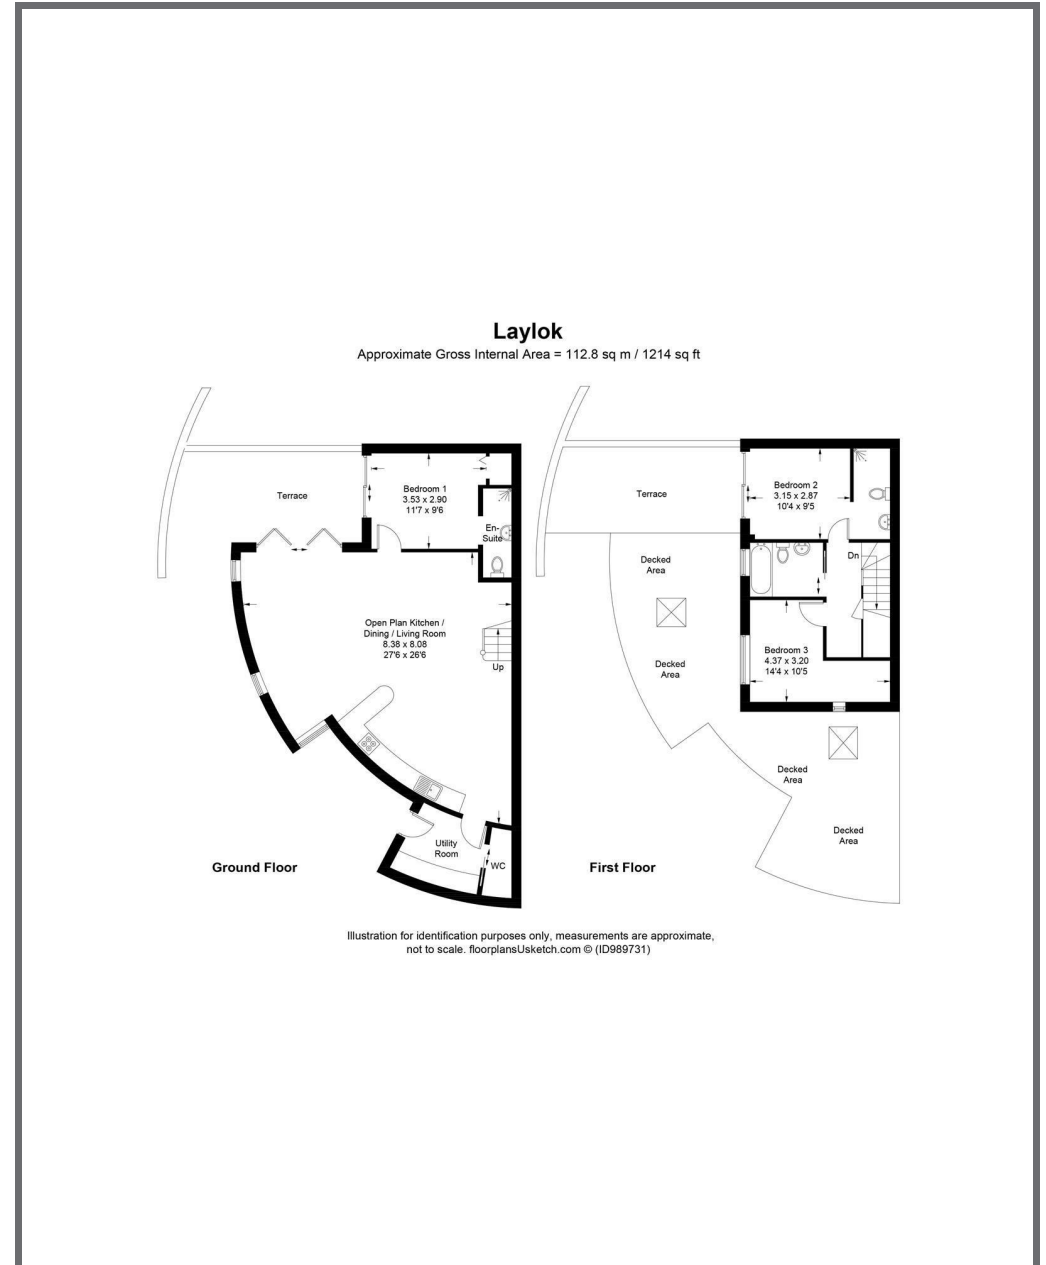 Laylok
Approximate Gross Internal Area = 112.8 sq m / 1214 sq ft
Terrace
Bedroom 1
3.53 x 2.90
11'7 x 9'6
En-
Suite
Open Plan Kitchen /
Dining / Living Room
8.38 x 8.08
27'6 x 26'6
Up
Utility
Room
WC
Ground Floor
Terrace
Bedroom 2
3.15 x 2.87
10'4 x 9'5
Decked
Area
Dn
Decked
Area
Bedroom 3
4.37 x 3.20
14'4 x 10'5
Decked
Area
Decked
Area
First Floor
Illustration for identification purposes only, measurements are approximate,
not to scale. floorplansUsketch.com © (ID989731)